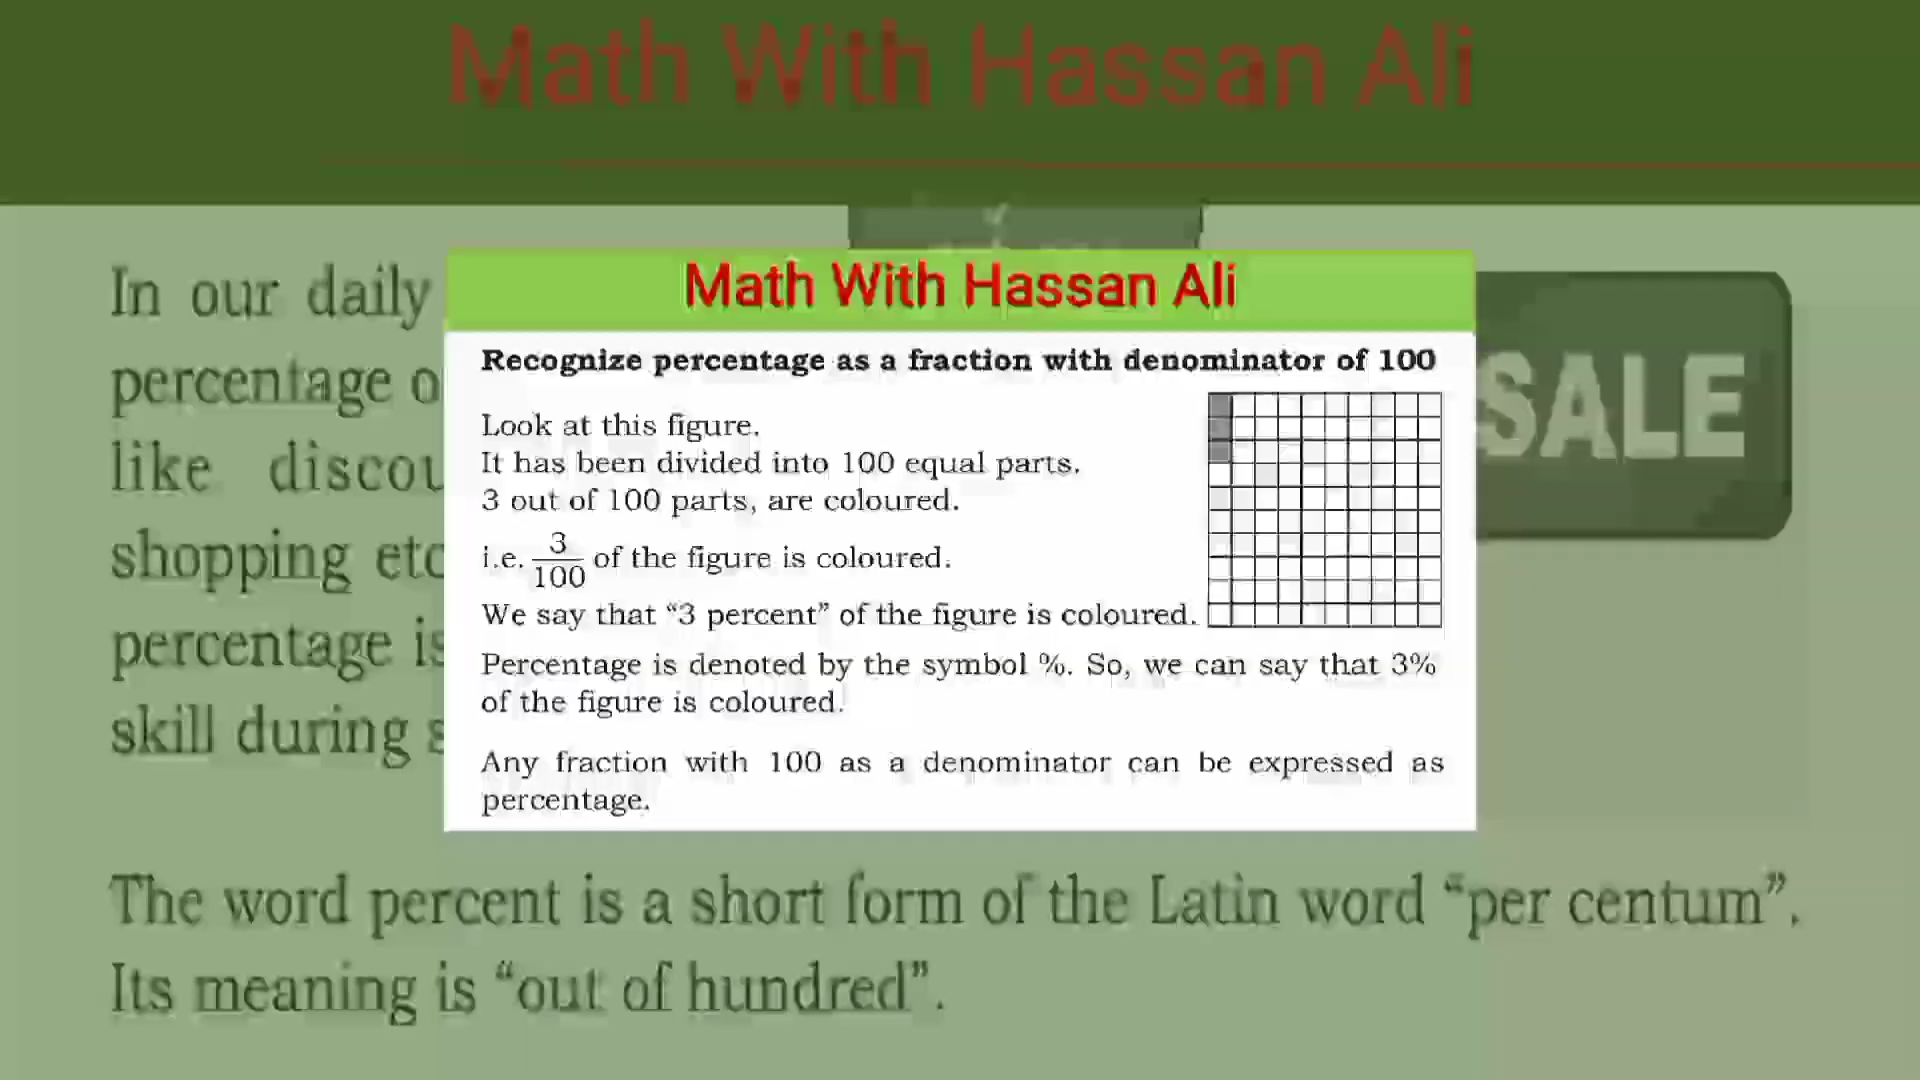 Math With Hassan Ali
In our daily
percentage
like discou
shopping etc
percentage is
skill during s
SALE
Math With Hassan Ali
Recognize percentage as a fraction with denominator of 100
Look at this figure.
It has been divided into 100 equal parts.
3 out of 100 parts, are coloured.
i.e. 3/100 of the figure is coloured.
We say that “3 percent” of the figure is coloured.
Percentage is denoted by the symbol %. So, we can say that 3%
of the figure is coloured.
Any fraction with 100 as a denominator can be expressed as
percentage.
The word percent is a short form of the Latin word “per centum”.
Its meaning is “out of hundred”.